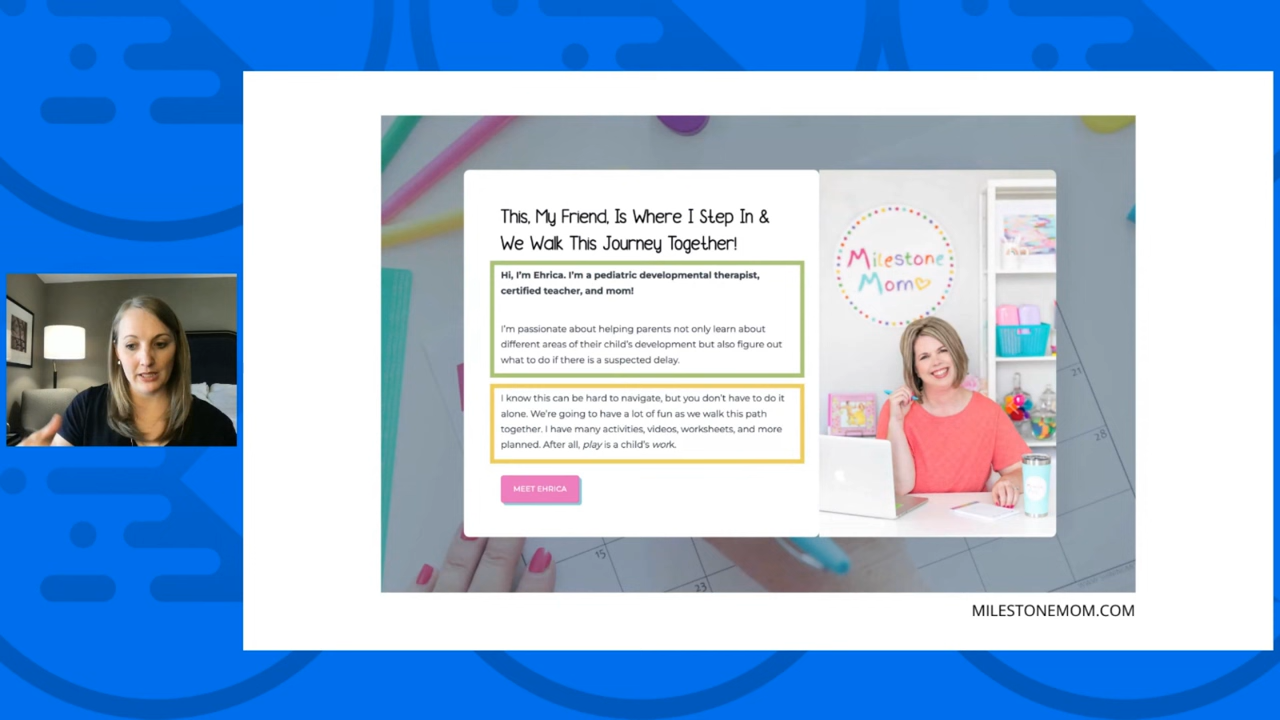 This, My Friend, Is Where I Step In &
We Walk This Journey Together!
Hi, I'm Ehrica. I'm a pediatric developmental therapist,
certified teacher, and mom!
I'm passionate about helping parents not only learn about
different areas of their child's development but also figure out
what to do if there is a suspected delay.
I know this can be hard to navigate, but you don't have to do it
alone. We're going to have a lot of fun as we walk this path
together. I have many activities, videos, worksheets, and more
planned. After all, play is a child's work.
MEET EHRICA
Milestone
Mom
21
28
15
23
MILESTONEMOM.COM